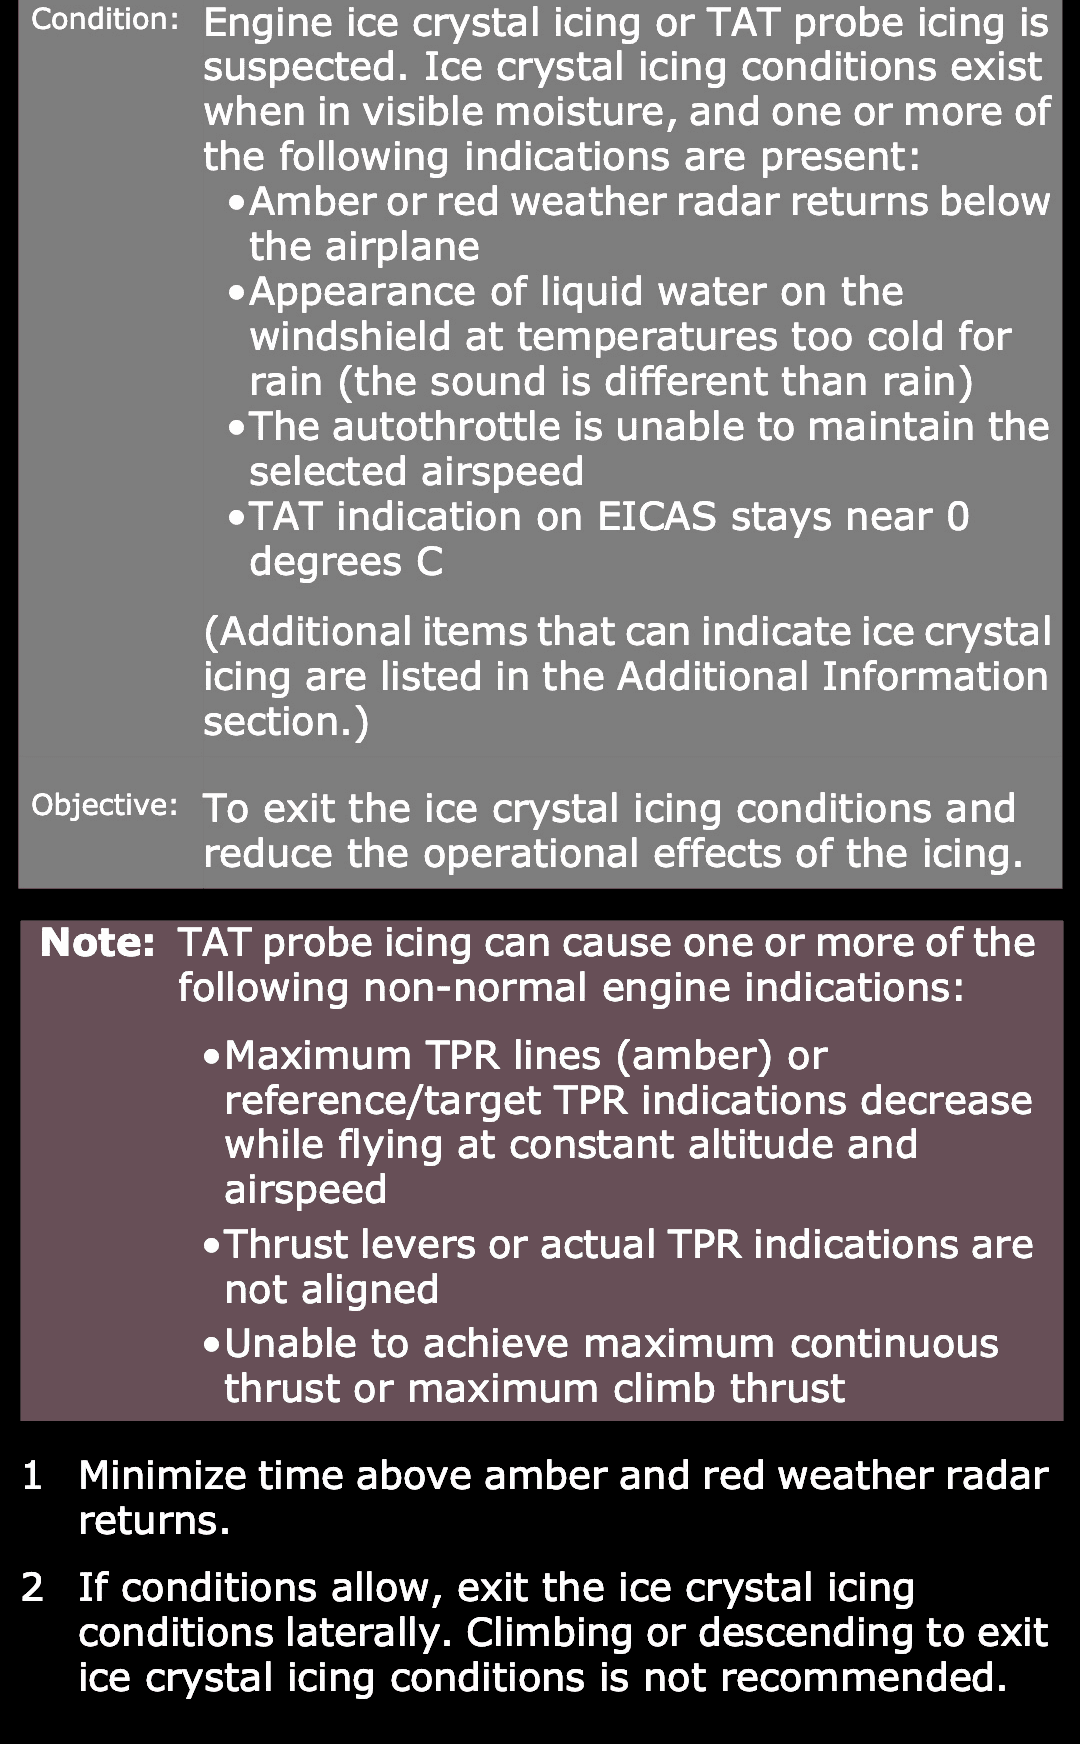 Condition: Engine ice crystal icing or TAT probe icing is
suspected. Ice crystal icing conditions exist
when in visible moisture, and one or more of
the following indications are present:
•Amber or red weather radar returns below
the airplane
•Appearance of liquid water on the
windshield at temperatures too cold for
rain (the sound is different than rain)
•The autothrottle is unable to maintain the
selected airspeed
•TAT indication on EICAS stays near 0
degrees C
(Additional items that can indicate ice crystal
icing are listed in the Additional Information
section.)
Objective: To exit the ice crystal icing conditions and
reduce the operational effects of the icing.
Note: TAT probe icing can cause one or more of the
following non-normal engine indications:
•Maximum TPR lines (amber) or
reference/target TPR indications decrease
while flying at constant altitude and
airspeed
•Thrust levers or actual TPR indications are
not aligned
•Unable to achieve maximum continuous
thrust or maximum climb thrust
1 Minimize time above amber and red weather radar
returns.
2 If conditions allow, exit the ice crystal icing
conditions laterally. Climbing or descending to exit
ice crystal icing conditions is not recommended.